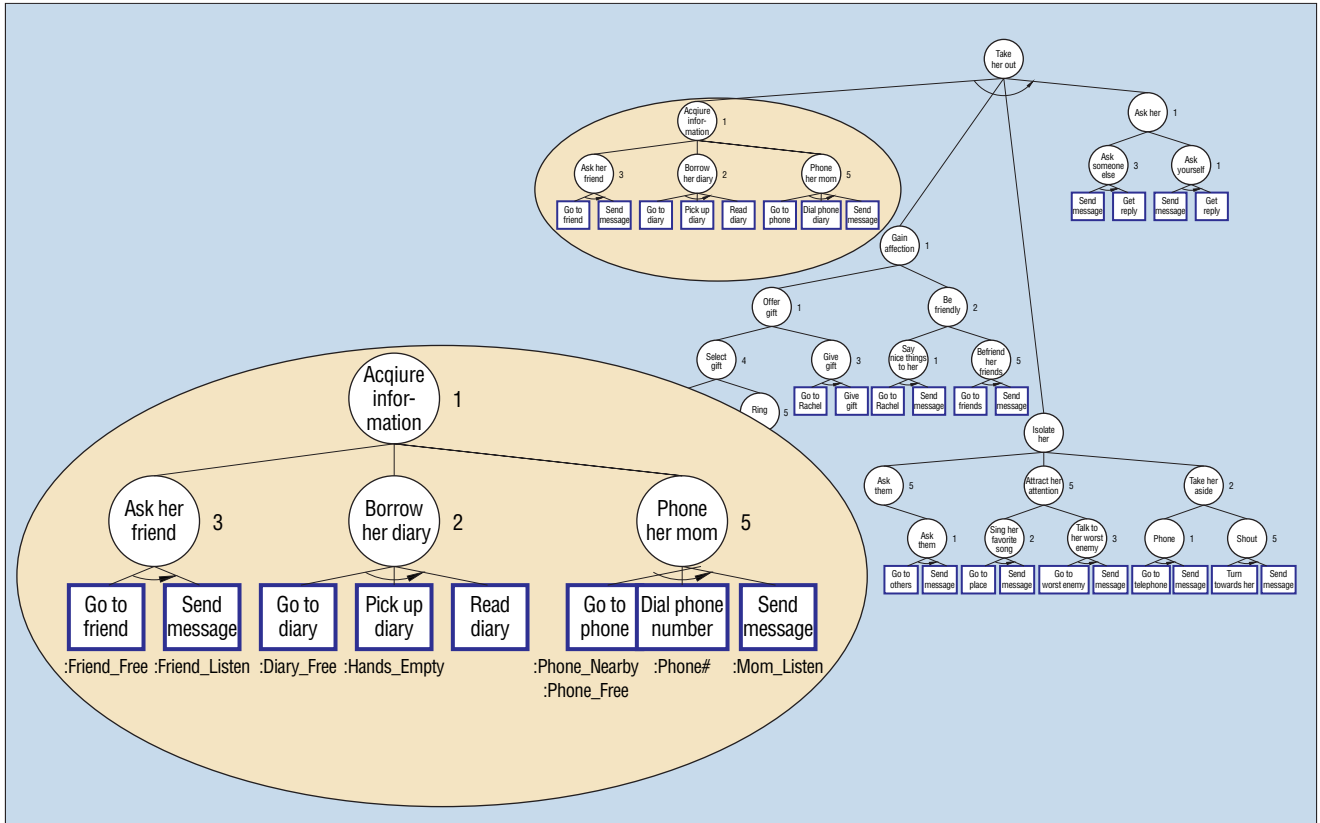 Take
her out
Acqiure
infor-
mation
1
Ask her
1
Ask her
friend
3
Borrow
her diary
2
Phone
her mom
5
Ask
someone
else
3
Ask
yourself
1
Go to
friend
Send
message
Go to
diary
Pick up
diary
Read
diary
Go to
phone
Dial phone
diary
Send
message
Send
message
Get
reply
Send
message
Get
reply
Gain
affection
1
Offer
gift
1
Be
friendly
2
Select
gift
4
Give
gift
3
Say
nice things
to her
1
Befriend
her
friends
5
Go to
Rachel
Give
gift
Go to
Rachel
Send
message
Go to
friends
Send
message
Ring
5
Isolate
her
Ask
them
5
Attract her
attention
5
Take her
aside
2
Ask
them
1
Sing her
favorite
song
2
Talk to
her worst
enemy
3
Phone
1
Shout
5
Go to
others
Send
message
Go to
place
Send
message
Go to
worst enemy
Send
message
Go to
telephone
Send
message
Turn
towards her
Send
message
Acqiure
infor-
mation
1
Ask her
friend
3
Borrow
her diary
2
Phone
her mom
5
Go to
friend
Send
message
Go to
diary
Pick up
diary
Read
diary
Go to
phone
Dial phone
number
Send
message
:Friend_Free
:Friend_Listen
:Diary_Free
:Hands_Empty
:Phone_Nearby
:Phone_Free
:Phone#
:Mom_Listen